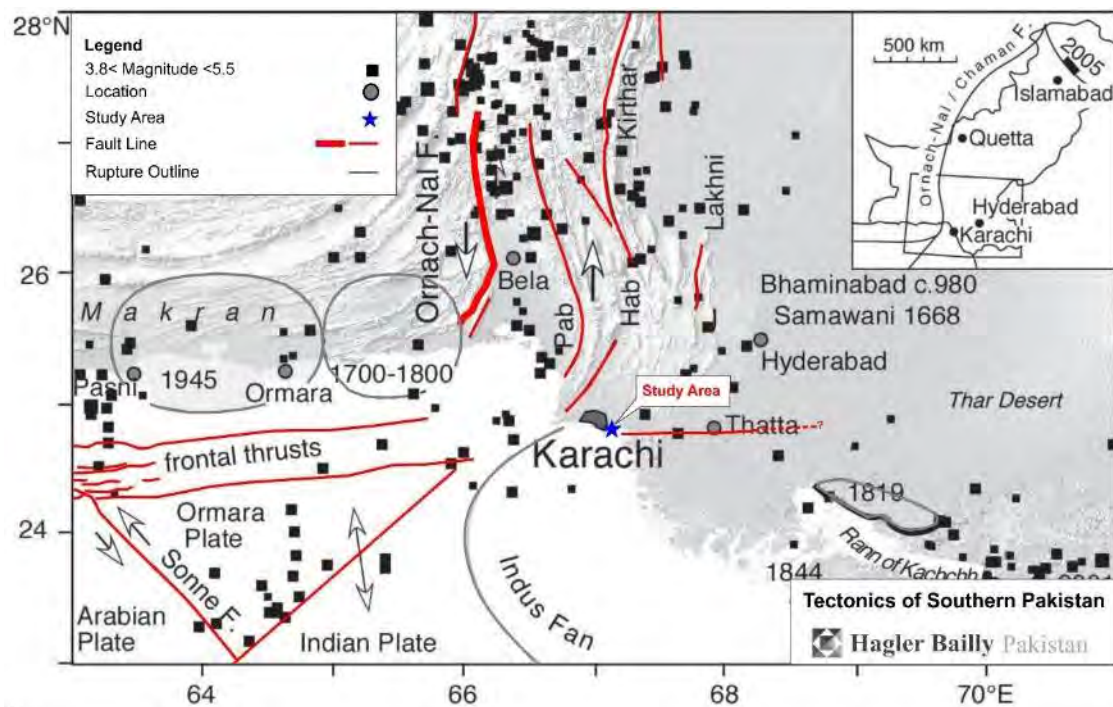 28°N
Legend
3.8< Magnitude <5.5
Location
Study Area
Fault Line
Rupture Outline
500 km
Ornach-Nal / Chaman F.
2005
Islamabad
Quetta
Hyderabad
Karachi
Ornach-Nal F.
Kirthar
Lakhni
26
Makran
Bela
Pab
Hab
Bhaminabad c.980
Samawani 1668
Hyderabad
Pasni
1945
Ormara
1700-1800
Study Area
Thar Desert
Thatta
?
Karachi
frontal thrusts
1819
24
Ormara
Plate
Sonne F.
Indus Fan
Rann of Kachchh
1844
Arabian
Plate
Indian Plate
Tectonics of Southern Pakistan
Hagler Bailly Pakistan
64
66
68
70°E